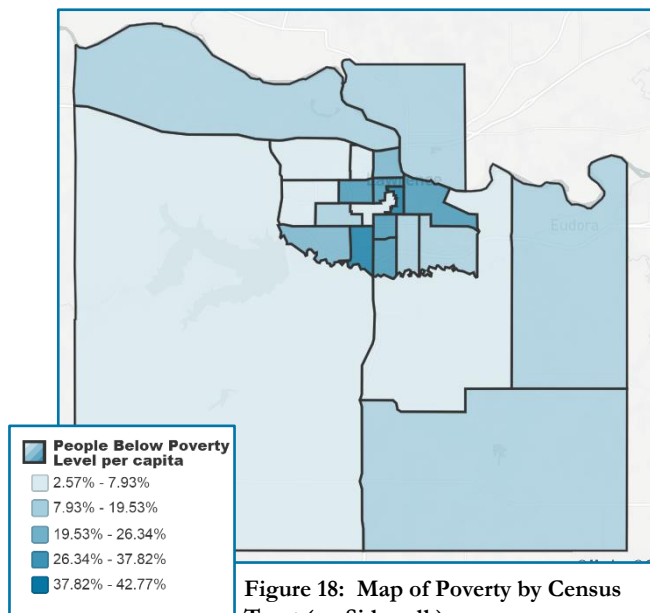 Lawrence
Eudora
People Below Poverty
Level per capita
2.57% - 7.93%
7.93% - 19.53%
19.53% - 26.34%
26.34% - 37.82%
37.82% - 42.77%
Figure 18: Map of Poverty by Census